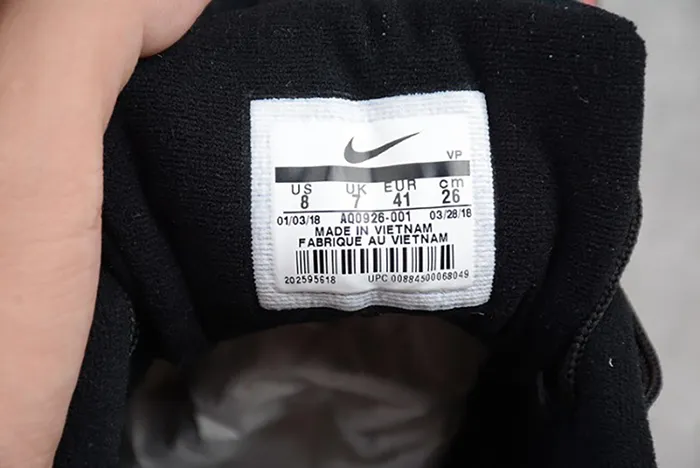 VP
US UK EUR cm
8 7 41 26
01/03/18 AQ0926-001 03/28/18
MADE IN VIETNAM
FABRIQUE AU VIETNAM
202595618 UPC 00884500068049